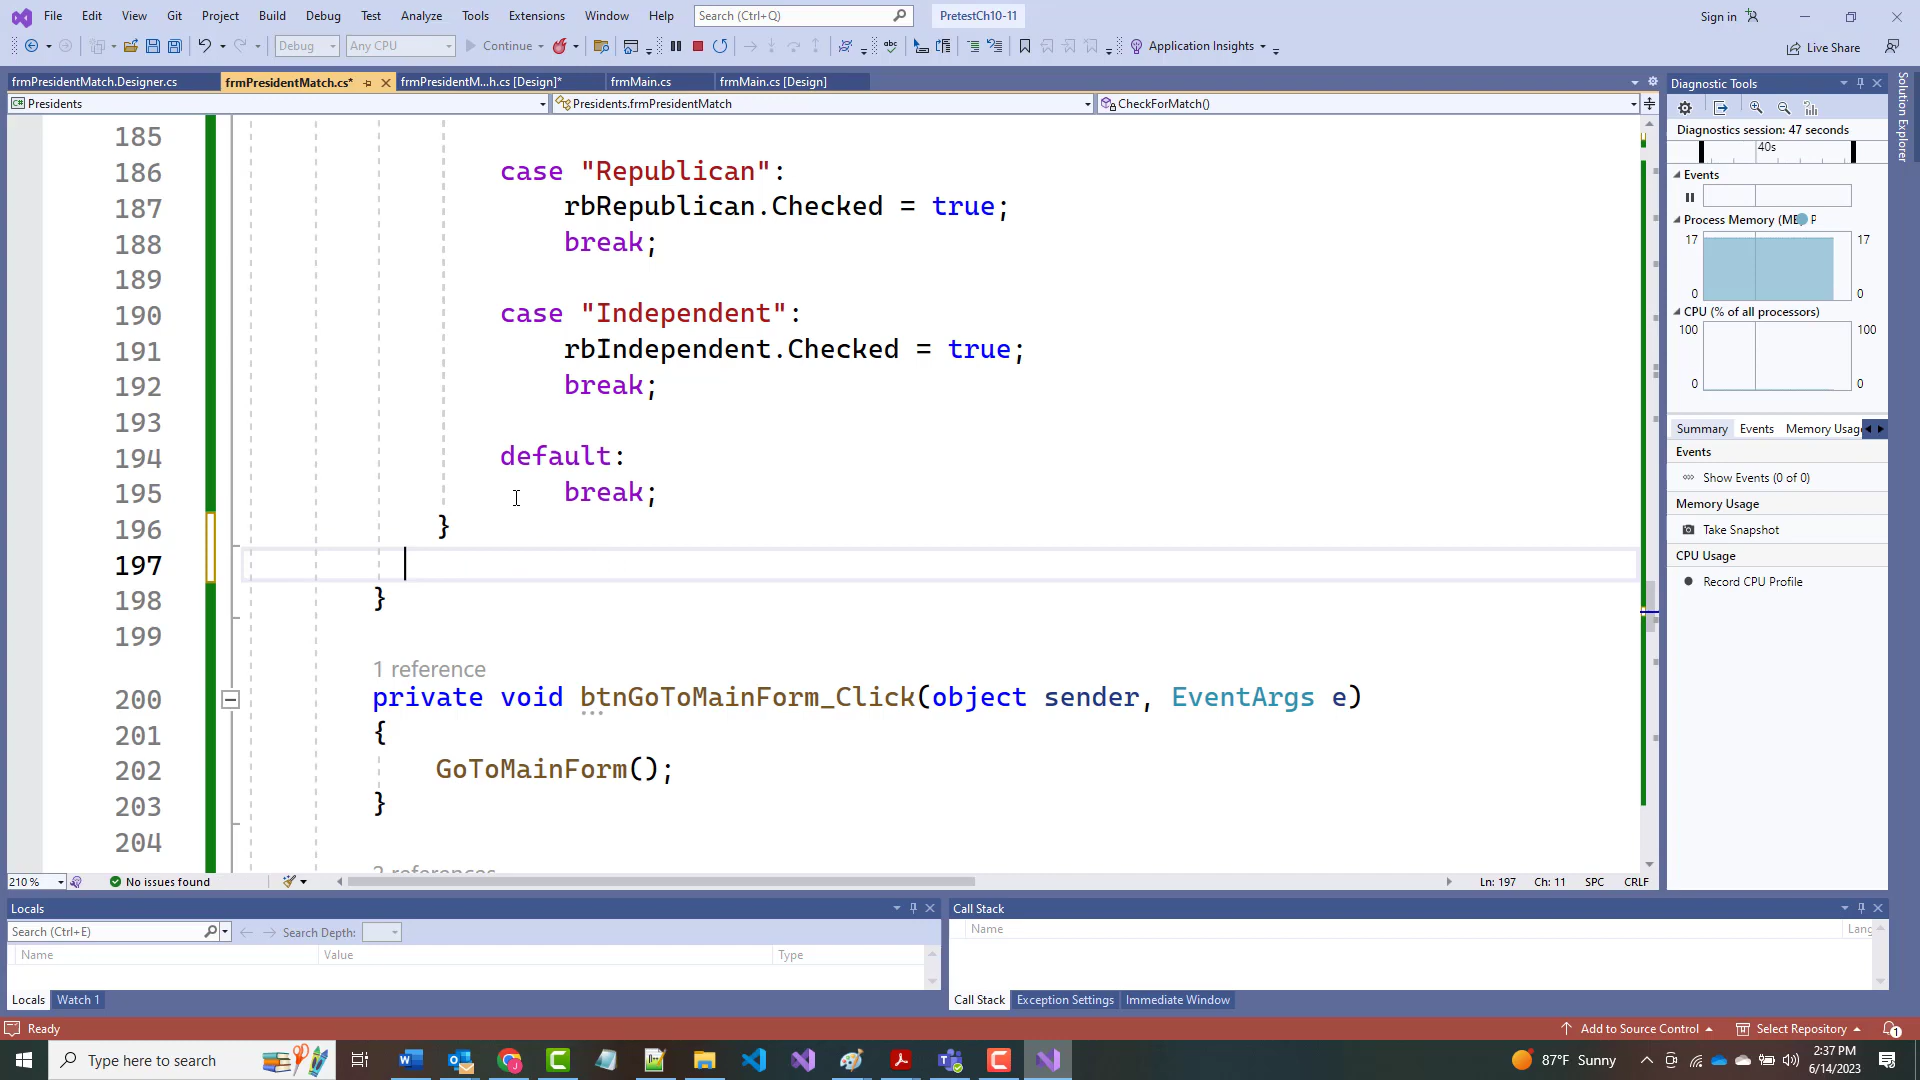 File Edit View Git Project Build Debug Test Analyze Tools Extensions Window Help Search (Ctrl+Q) PretestCh10-11 Sign in
Debug Any CPU Continue Application Insights Live Share
frmPresidentMatch.Designer.cs frmPresidentMatch.cs* frmPresidentM...h.cs [Design]* frmMain.cs frmMain.cs [Design]
Presidents Presidents.frmPresidentMatch CheckForMatch()
185
186 case "Republican":
187 rbRepublican.Checked = true;
188 break;
189
190 case "Independent":
191 rbIndependent.Checked = true;
192 break;
193
194 default:
195 break;
196 }
197
198 }
199
1 reference
200 private void btnGoToMainForm_Click(object sender, EventArgs e)
201 {
202 GoToMainForm();
203 }
204
210 % No issues found Ln: 197 Ch: 11 SPC CRLF
Diagnostic Tools
Diagnostics session: 47 seconds
40s
Events
Process Memory (MB) P
17 17
0 0
CPU (% of all processors)
100 100
0 0
Summary Events Memory Usag
Events
Show Events (0 of 0)
Memory Usage
Take Snapshot
CPU Usage
Record CPU Profile
Solution Explorer
Locals
Search (Ctrl+E) Search Depth:
Name Value Type
Locals Watch 1
Call Stack
Name Lang
Call Stack Exception Settings Immediate Window
Ready Add to Source Control Select Repository 1
Type here to search 87°F Sunny 2:37 PM
6/14/2023